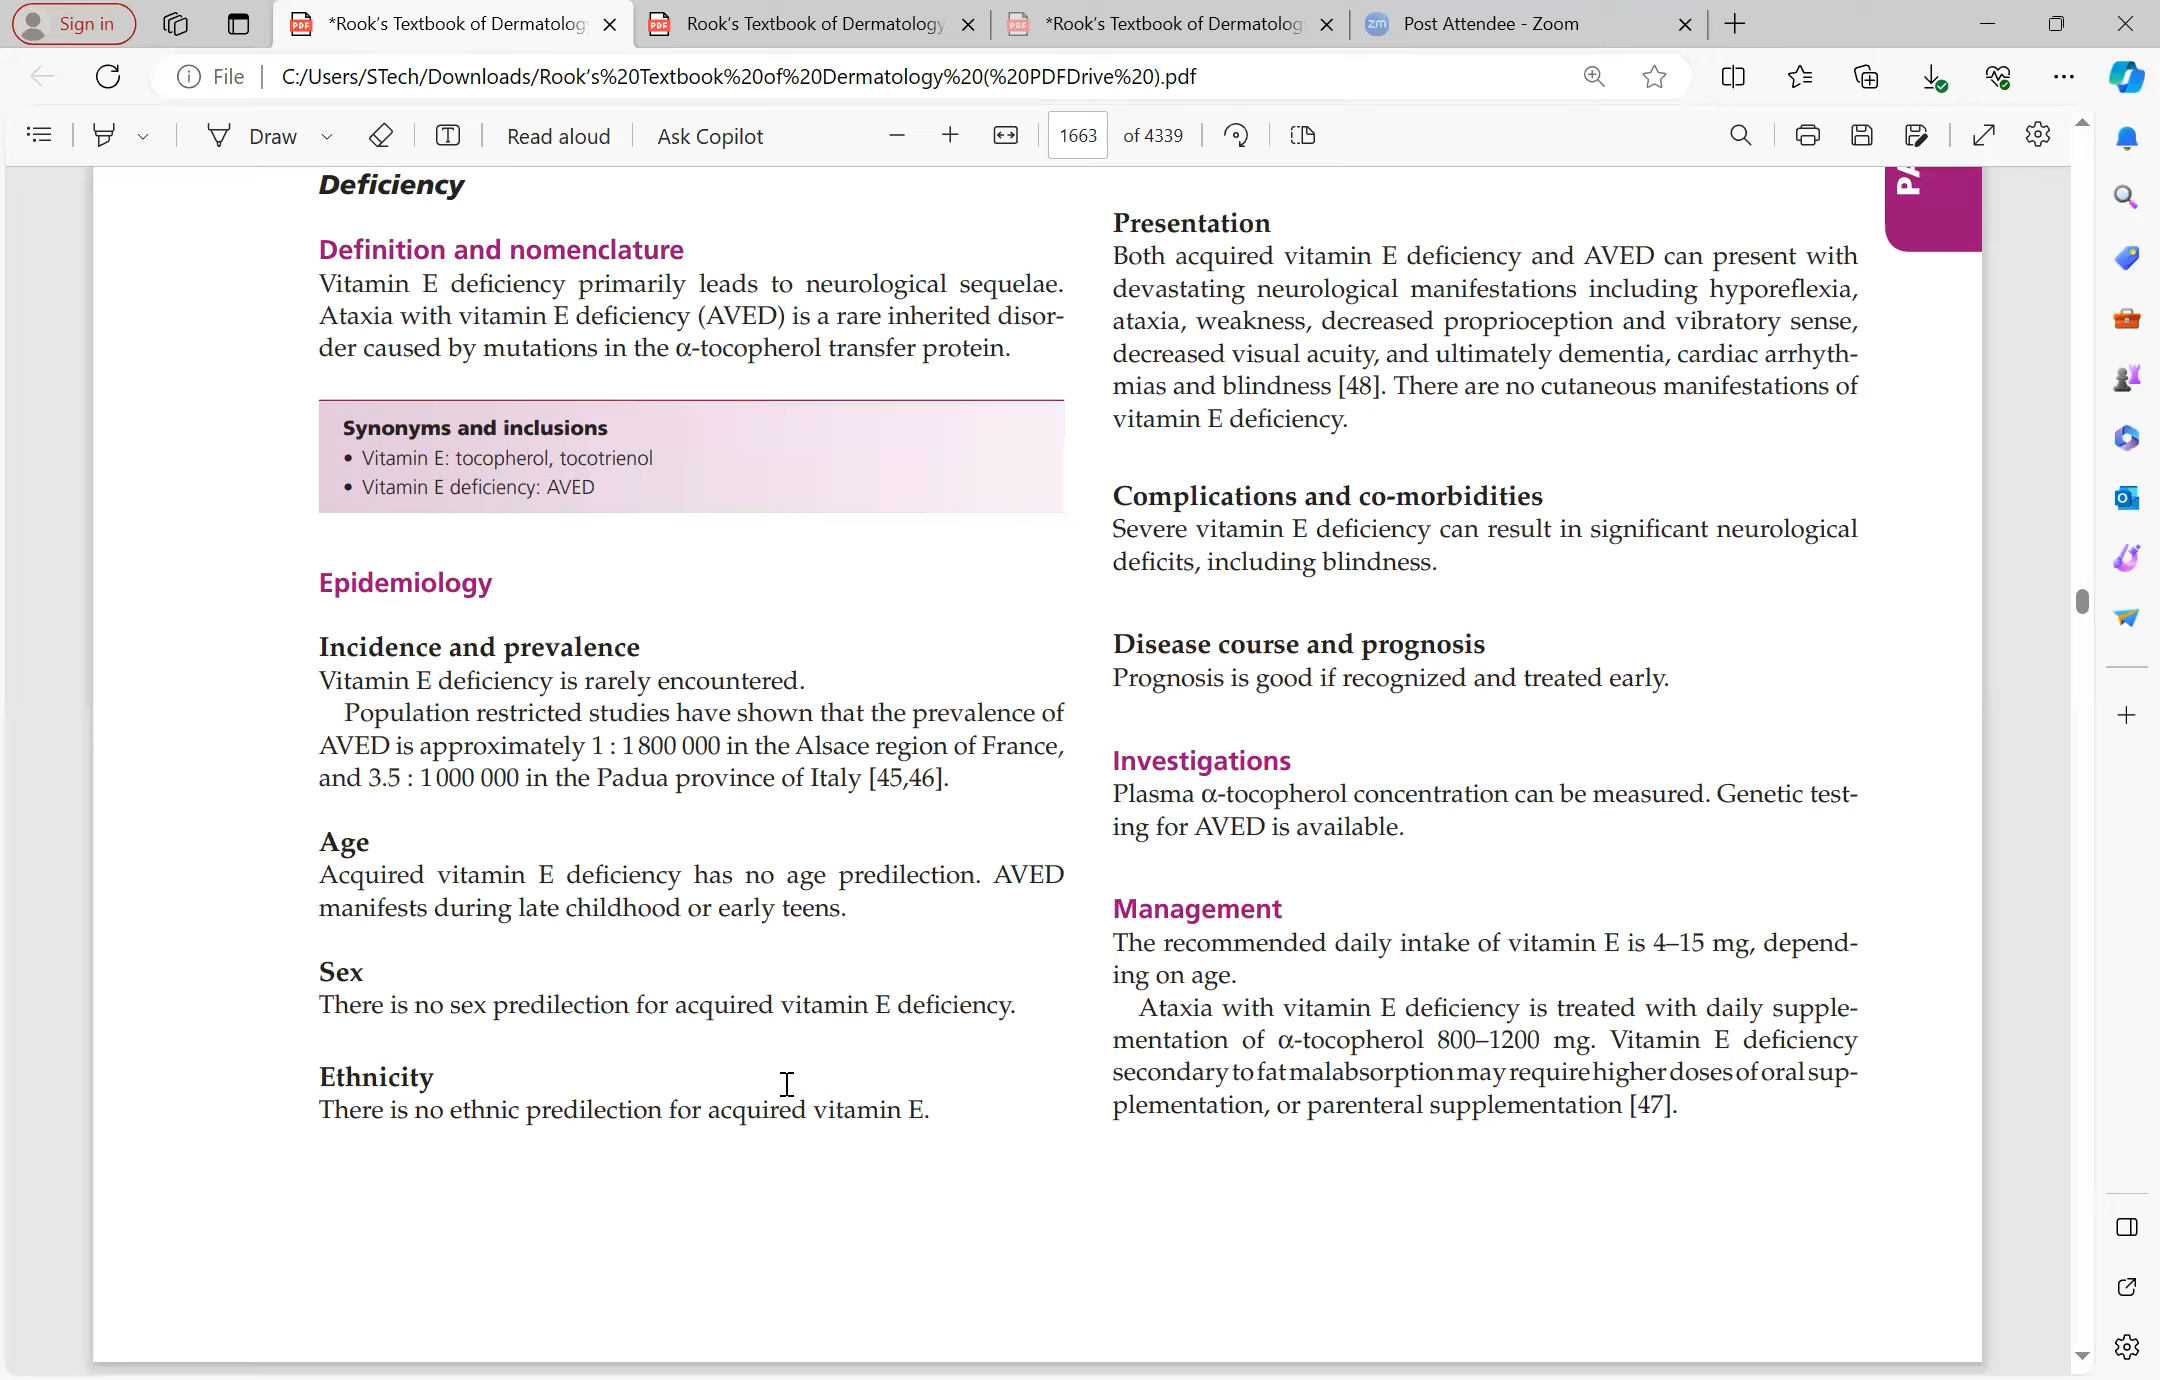 Sign in
*Rook's Textbook of Dermatolog
Rook's Textbook of Dermatology
*Rook's Textbook of Dermatolog
Post Attendee - Zoom
File
C:/Users/STech/Downloads/Rook's%20Textbook%20of%20Dermatology%20(%20PDFDrive%20).pdf
Draw
Read aloud
Ask Copilot
1663 of 4339
PA
Deficiency
Definition and nomenclature
Vitamin E deficiency primarily leads to neurological sequelae.
Ataxia with vitamin E deficiency (AVED) is a rare inherited disor-
der caused by mutations in the α-tocopherol transfer protein.
Synonyms and inclusions
• Vitamin E: tocopherol, tocotrienol
• Vitamin E deficiency: AVED
Epidemiology
Incidence and prevalence
Vitamin E deficiency is rarely encountered.
Population restricted studies have shown that the prevalence of
AVED is approximately 1 : 1 800 000 in the Alsace region of France,
and 3.5 : 1 000 000 in the Padua province of Italy [45,46].
Age
Acquired vitamin E deficiency has no age predilection. AVED
manifests during late childhood or early teens.
Sex
There is no sex predilection for acquired vitamin E deficiency.
Ethnicity
There is no ethnic predilection for acquired vitamin E.
Presentation
Both acquired vitamin E deficiency and AVED can present with
devastating neurological manifestations including hyporeflexia,
ataxia, weakness, decreased proprioception and vibratory sense,
decreased visual acuity, and ultimately dementia, cardiac arrhyth-
mias and blindness [48]. There are no cutaneous manifestations of
vitamin E deficiency.
Complications and co-morbidities
Severe vitamin E deficiency can result in significant neurological
deficits, including blindness.
Disease course and prognosis
Prognosis is good if recognized and treated early.
Investigations
Plasma α-tocopherol concentration can be measured. Genetic test-
ing for AVED is available.
Management
The recommended daily intake of vitamin E is 4–15 mg, depend-
ing on age.
Ataxia with vitamin E deficiency is treated with daily supple-
mentation of α-tocopherol 800–1200 mg. Vitamin E deficiency
secondary to fat malabsorption may require higher doses of oral sup-
plementation, or parenteral supplementation [47].